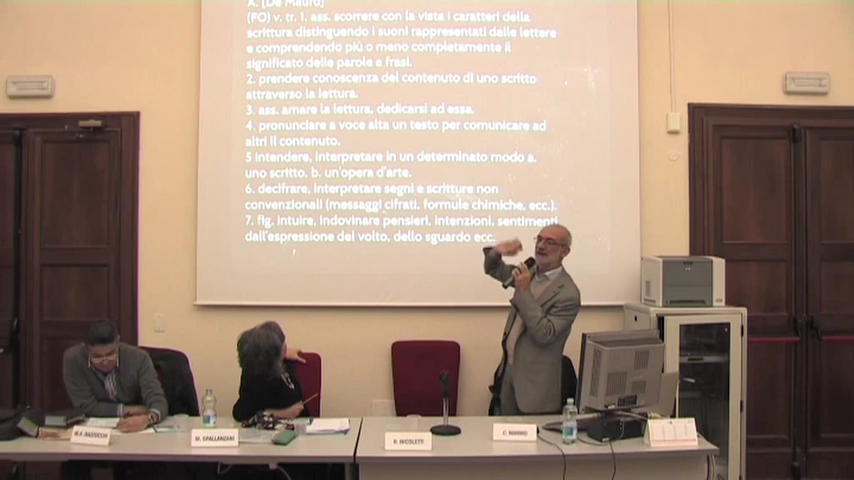 A. [De Mauro]
(FO) v. tr. 1. ass. scorrere con la vista i caratteri della
scrittura distinguendo i suoni rappresentati dalle lettere
e comprendendo più o meno completamente il
significato delle parole e frasi.
2. prendere conoscenza del contenuto di uno scritto
attraverso la lettura.
3. ass. amare la lettura, dedicarsi ad essa.
4. pronunciare a voce alta un testo per comunicare ad
altri il contenuto.
5 intendere, interpretare in un determinato modo a.
uno scritto. b. un'opera d'arte.
6. decifrare, interpretare segni e scritture non
convenzionali (messaggi cifrati, formule chimiche, ecc.).
7. fig. intuire, indovinare pensieri, intenzioni, sentimenti
dall'espressione del volto, dello sguardo ecc.
M. SPALLANZANI